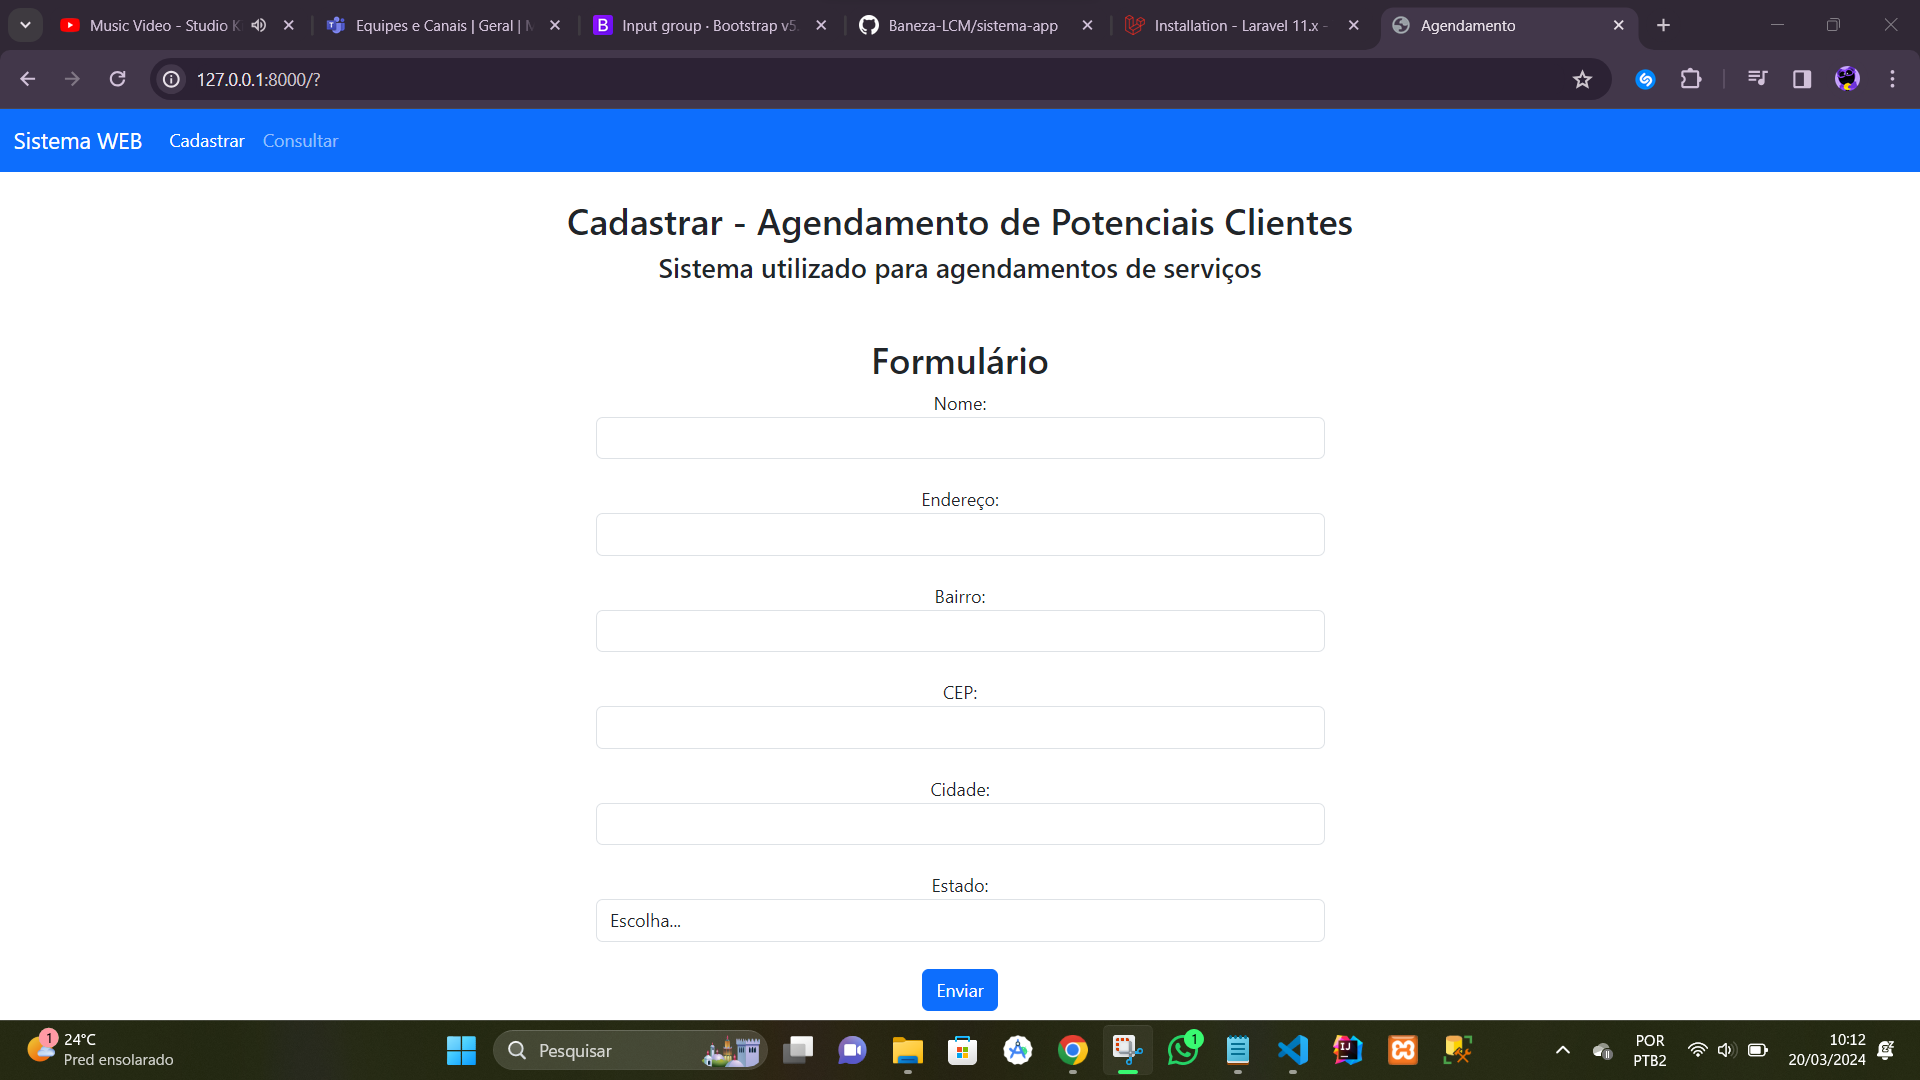 Music Video - Studio K
Equipes e Canais | Geral | M
Input group · Bootstrap v5.
Baneza-LCM/sistema-app
Installation - Laravel 11.x -
Agendamento
127.0.0.1:8000/?
Sistema WEB
Cadastrar
Consultar
Cadastrar - Agendamento de Potenciais Clientes
Sistema utilizado para agendamentos de serviços
Formulário
Nome:
Endereço:
Bairro:
CEP:
Cidade:
Estado:
Escolha...
Enviar
1
24°C
Pred ensolarado
Pesquisar
1
POR
PTB2
10:12
20/03/2024